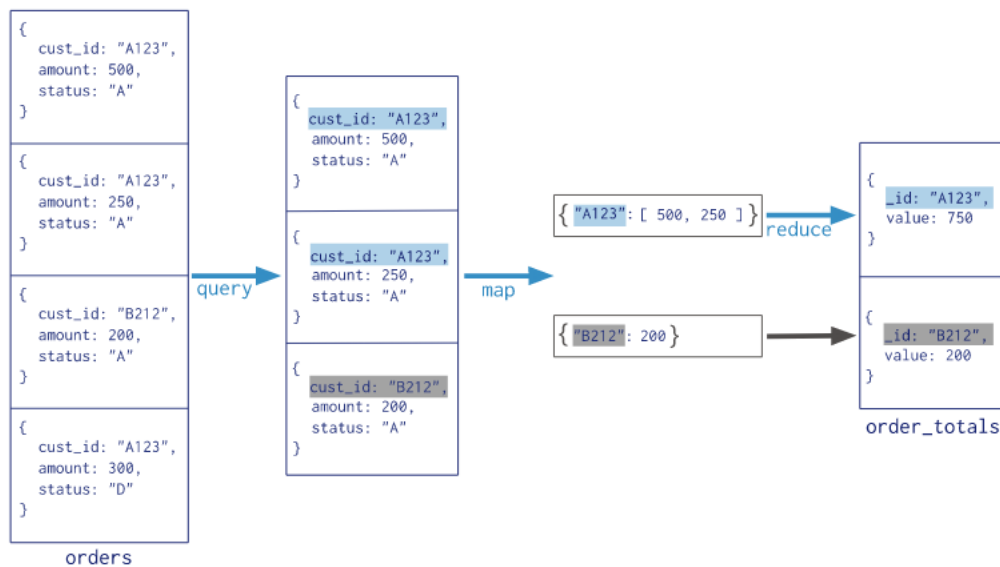 {
cust_id: "A123",
amount: 500,
status: "A"
}
{
cust_id: "A123",
amount: 250,
status: "A"
}
{
cust_id: "B212",
amount: 200,
status: "A"
}
{
cust_id: "A123",
amount: 300,
status: "D"
}
orders
query
{
cust_id: "A123",
amount: 500,
status: "A"
}
{
cust_id: "A123",
amount: 250,
status: "A"
}
{
cust_id: "B212",
amount: 200,
status: "A"
}
map
{ "A123": [ 500, 250 ] }
{ "B212": 200 }
reduce
{
_id: "A123",
value: 750
}
{
_id: "B212",
value: 200
}
order_totals